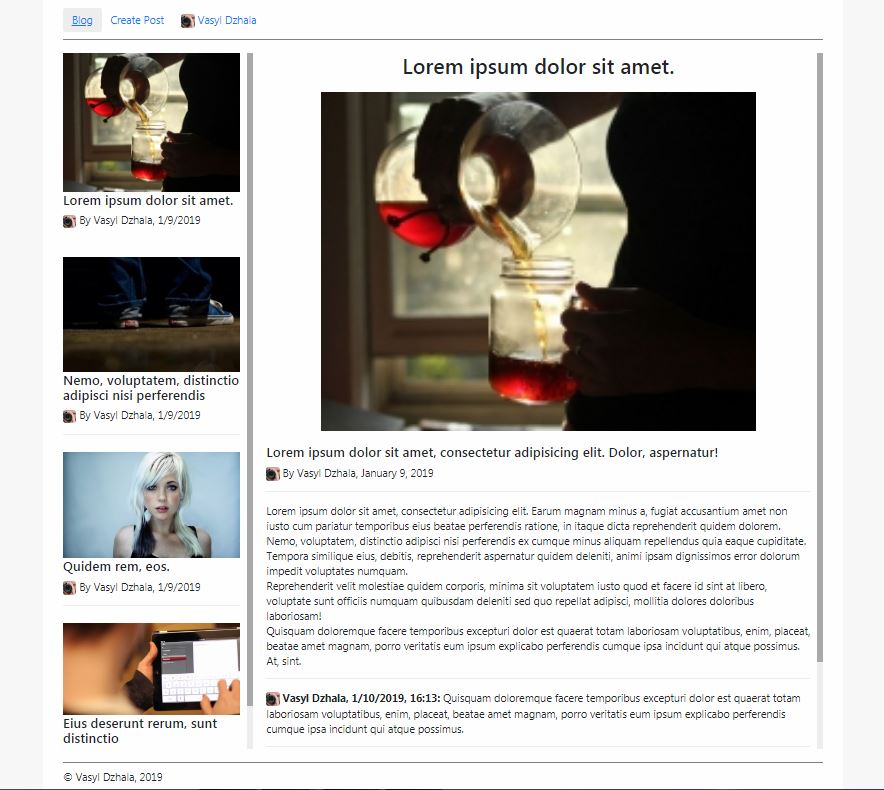 Blog Create Post Vasyl Dzhala
Lorem ipsum dolor sit amet.
By Vasyl Dzhala, 1/9/2019
Nemo, voluptatem, distinctio
adipisci nisi perferendis
By Vasyl Dzhala, 1/9/2019
Quidem rem, eos.
By Vasyl Dzhala, 1/9/2019
Eius deserunt rerum, sunt
distinctio
Lorem ipsum dolor sit amet.
Lorem ipsum dolor sit amet, consectetur adipisicing elit. Dolor, aspernatur!
By Vasyl Dzhala, January 9, 2019
Lorem ipsum dolor sit amet, consectetur adipisicing elit. Earum magnam minus a, fugiat accusantium amet non
iusto cum pariatur temporibus eius beatae perferendis ratione, in itaque dicta reprehenderit quidem dolorem.
Nemo, voluptatem, distinctio adipisci nisi perferendis ex cumque minus aliquam repellendus quia eaque cupiditate.
Tempora similique eius, debitis, reprehenderit aspernatur quidem deleniti, animi ipsam dignissimos error dolorum
impedit voluptates numquam.
Reprehenderit velit molestiae quidem corporis, minima sit voluptatem iusto quod et facere id sint at libero,
voluptate sunt officiis numquam quibusdam deleniti sed quo repellat adipisci, mollitia dolores doloribus
laboriosam!
Quisquam doloremque facere temporibus excepturi dolor est quaerat totam laboriosam voluptatibus, enim, placeat,
beatae amet magnam, porro veritatis eum ipsum explicabo perferendis cumque ipsa incidunt qui atque possimus.
At, sint.
Vasyl Dzhala, 1/10/2019, 16:13: Quisquam doloremque facere temporibus excepturi dolor est quaerat totam
laboriosam voluptatibus, enim, placeat, beatae amet magnam, porro veritatis eum ipsum explicabo perferendis
cumque ipsa incidunt qui atque possimus.
© Vasyl Dzhala, 2019